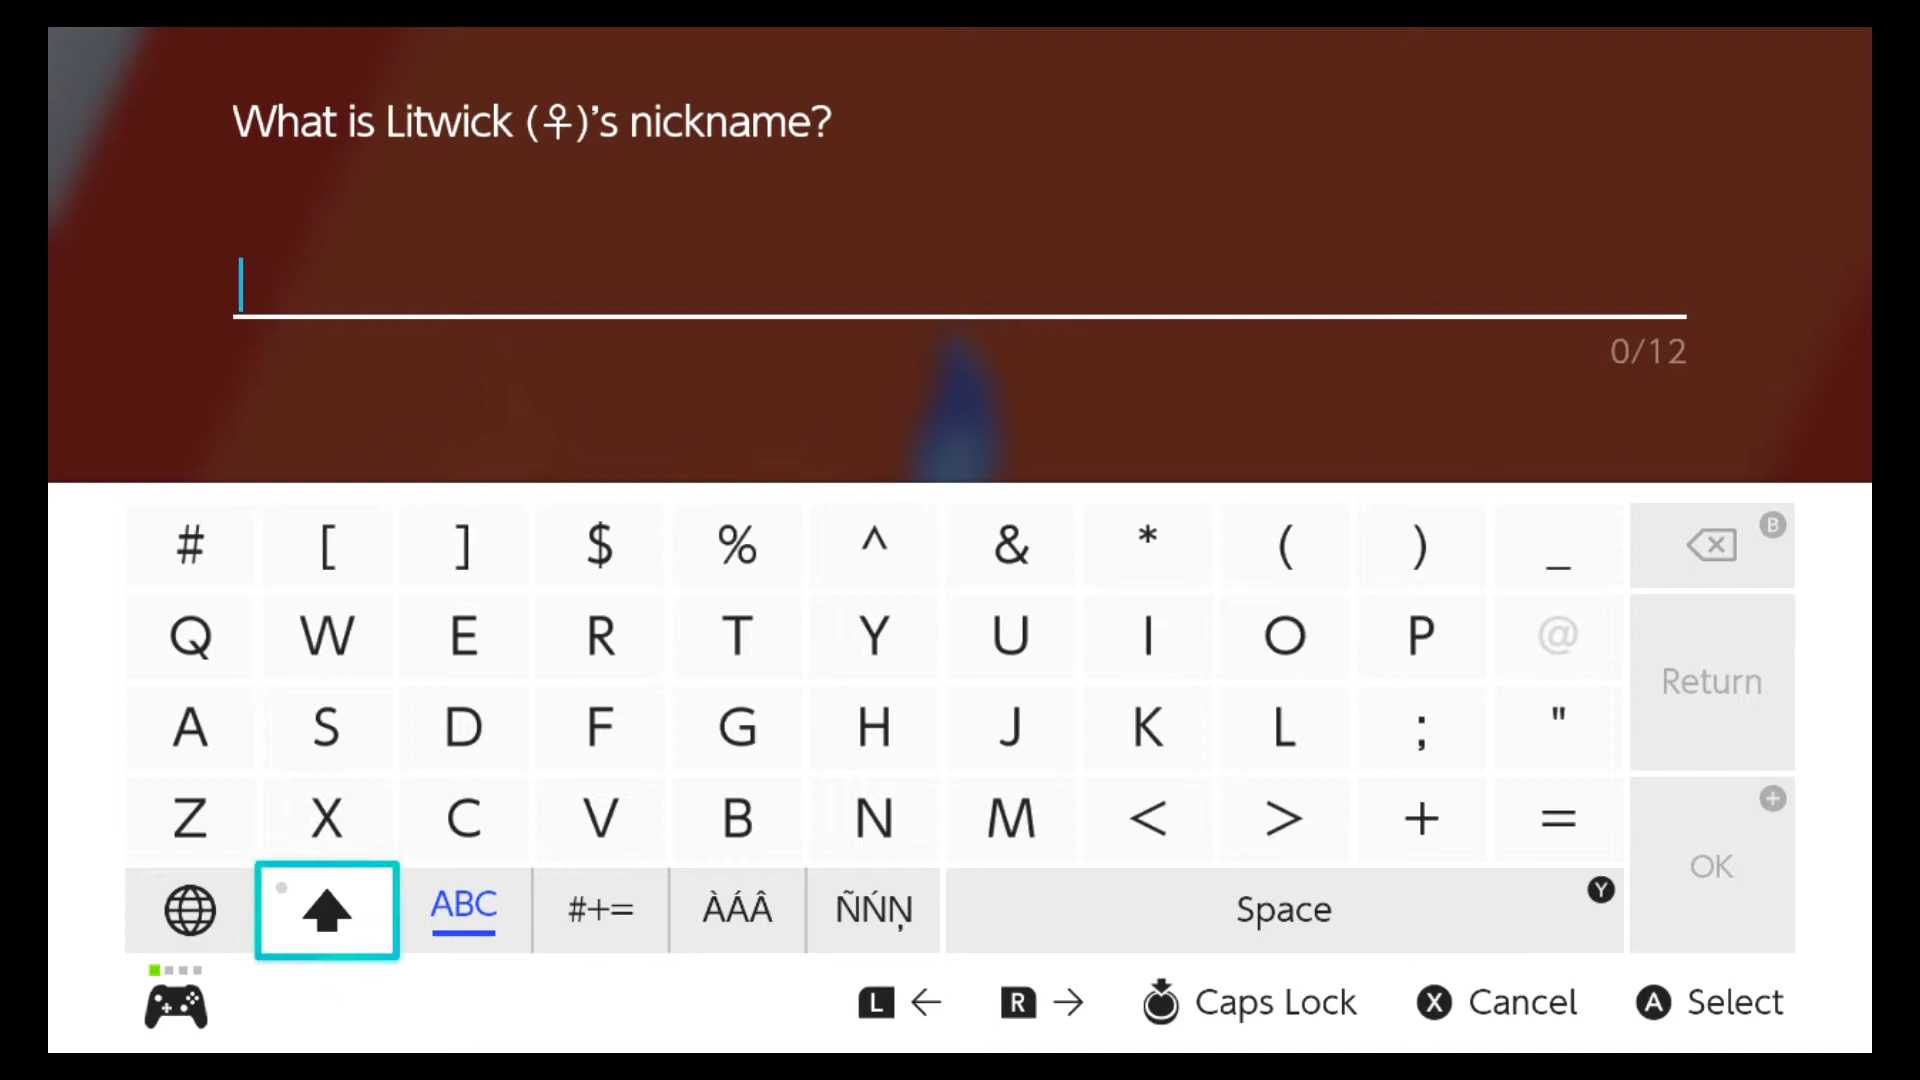 What is Litwick (♀)'s nickname?
0/12
# [ ] $ % ^ & * ( ) _ B
Q W E R T Y U I O P @ Return
A S D F G H J K L ; "
Z X C V B N M < > + = OK
ABC #+= ÀÁÂ ÑŃŅ Space Y
L ← R → Caps Lock X Cancel A Select